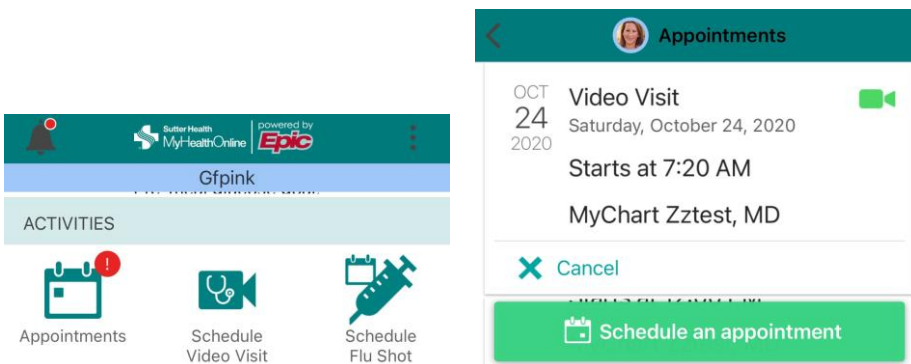 Sutter Health
MyHealthOnline
powered by
Epic
Gfpink
ACTIVITIES
!
Appointments
Schedule
Video Visit
Schedule
Flu Shot
Appointments
OCT
24
2020
Video Visit
Saturday, October 24, 2020
Starts at 7:20 AM
MyChart Zztest, MD
Cancel
Schedule an appointment